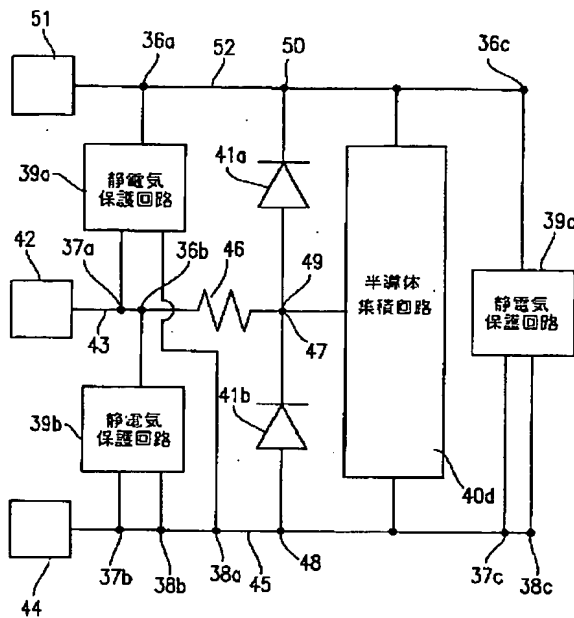 51
36a
52
50
36c
39a
静電気
保護回路
41a
39c
42
37a
36b
46
49
半導体
集積回路
静電気
保護回路
43
47
39b
静電気
保護回路
41b
40d
44
37b
38b
38a
45
48
37c
38c